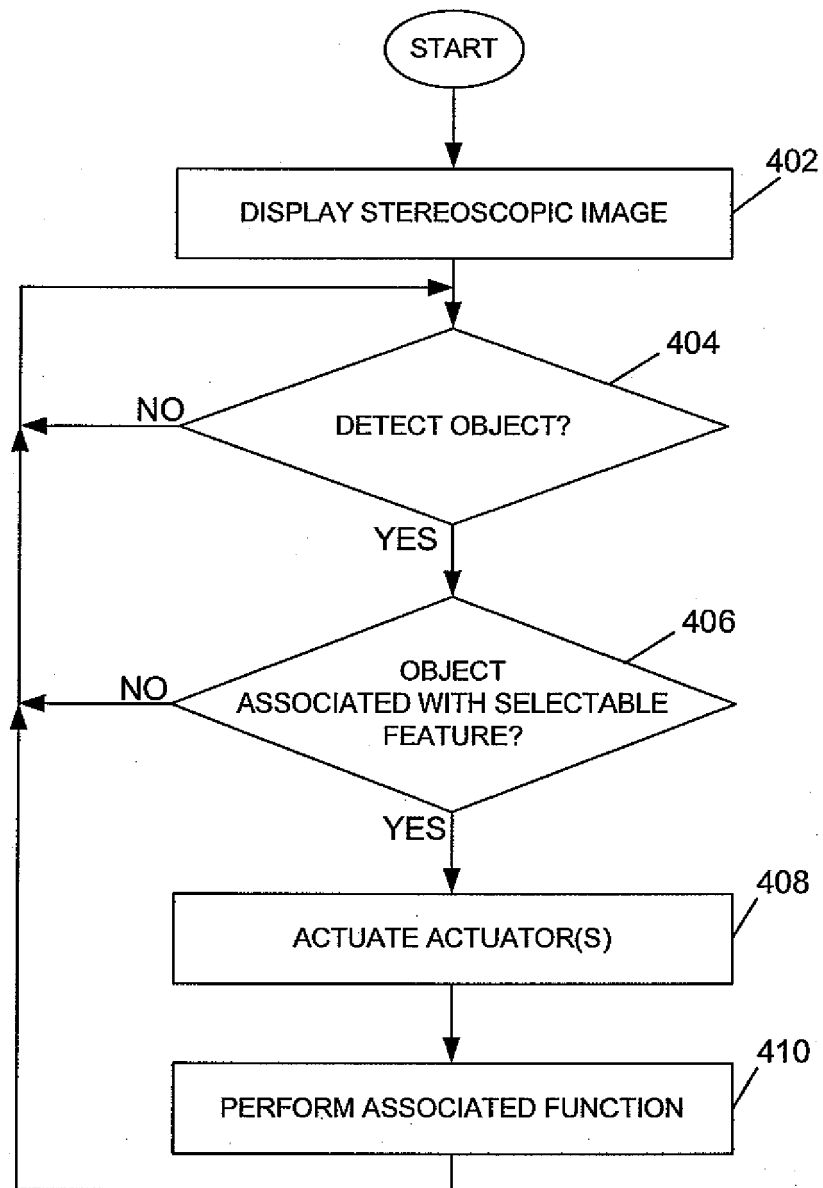 START
402
DISPLAY STEREOSCOPIC IMAGE
404
NO
DETECT OBJECT?
YES
406
NO
OBJECT
ASSOCIATED WITH SELECTABLE
FEATURE?
YES
408
ACTUATE ACTUATOR(S)
410
PERFORM ASSOCIATED FUNCTION